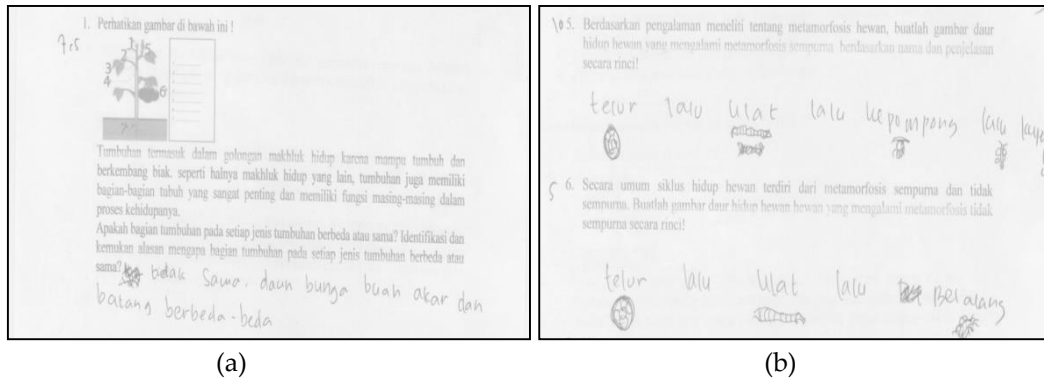 1. Perhatikan gambar di bawah ini !
7,5
1
2
5
3
4
6
7
Tumbuhan termasuk dalam golongan makhluk hidup karena mampu tumbuh dan
berkembang biak. seperti halnya makhluk hidup yang lain, tumbuhan juga memiliki
bagian-bagian tubuh yang sangat penting dan memiliki fungsi masing-masing dalam
proses kehidupanya.
Apakah bagian tumbuhan pada setiap jenis tumbuhan berbeda atau sama? Identifikasi dan
kemukan alasan mengapa bagian tumbuhan pada setiap jenis tumbuhan berbeda atau
sama?
sama. daun bunga buah akar dan
batang berbeda-beda
(a)
10 5. Berdasarkan pengalaman meneliti tentang metamorfosis hewan, buatlah gambar daur
hidup hewan yang mengalami metamorfosis sempurna berdasarkan nama dan penjelasan
secara rinci!
telur lalu ulat lalu kepompong lalu
5 6. Secara umum siklus hidup hewan terdiri dari metamorfosis sempurna dan tidak
sempurna. Buatlah gambar daur hidup hewan hewan yang mengalami metamorfosis tidak
sempurna secara rinci!
telur lalu ulat lalu Belalang
(b)